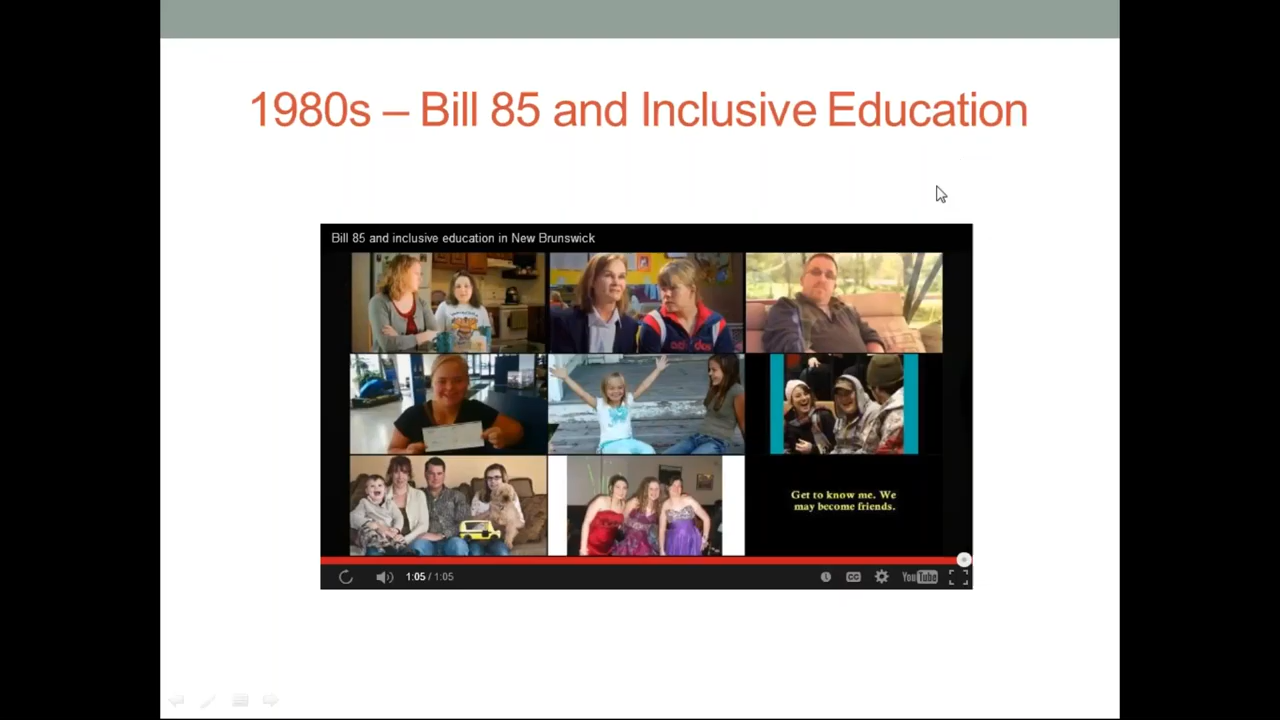 1980s – Bill 85 and Inclusive Education
Bill 85 and inclusive education in New Brunswick
Get to know me. We
may become friends.
1:05 / 1:05
CC
YouTube